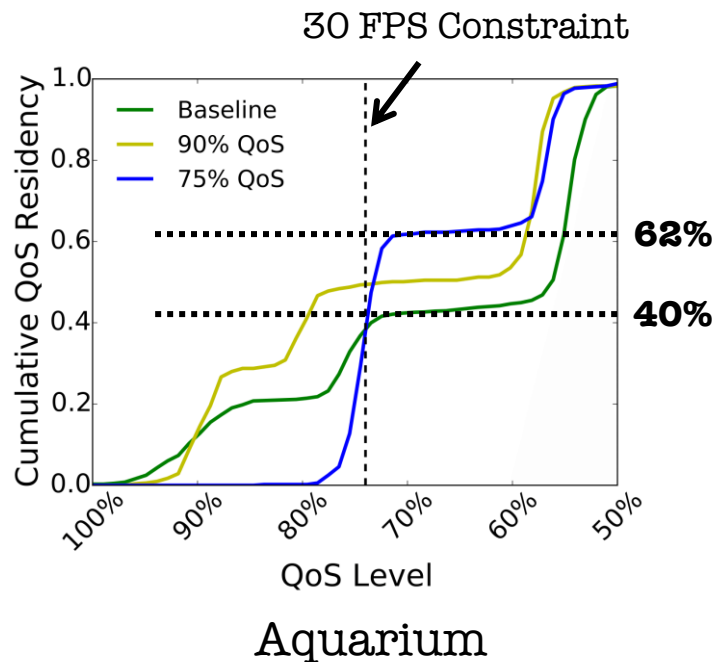 30 FPS Constraint
Cumulative QoS Residency
1.0
0.8
0.6
0.4
0.2
0.0
Baseline
90% QoS
75% QoS
62%
40%
100%
90%
80%
70%
60%
50%
QoS Level
Aquarium